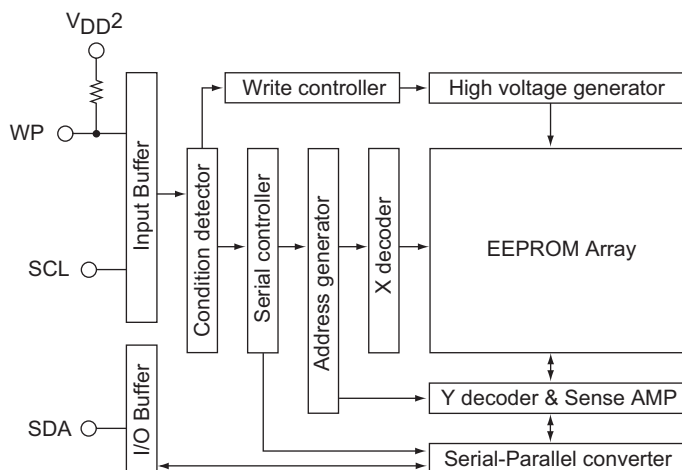 VDD2
WP
SCL
SDA
Input Buffer
I/O Buffer
Condition detector
Serial controller
Address generator
X decoder
Write controller
High voltage generator
EEPROM Array
Y decoder & Sense AMP
Serial-Parallel converter